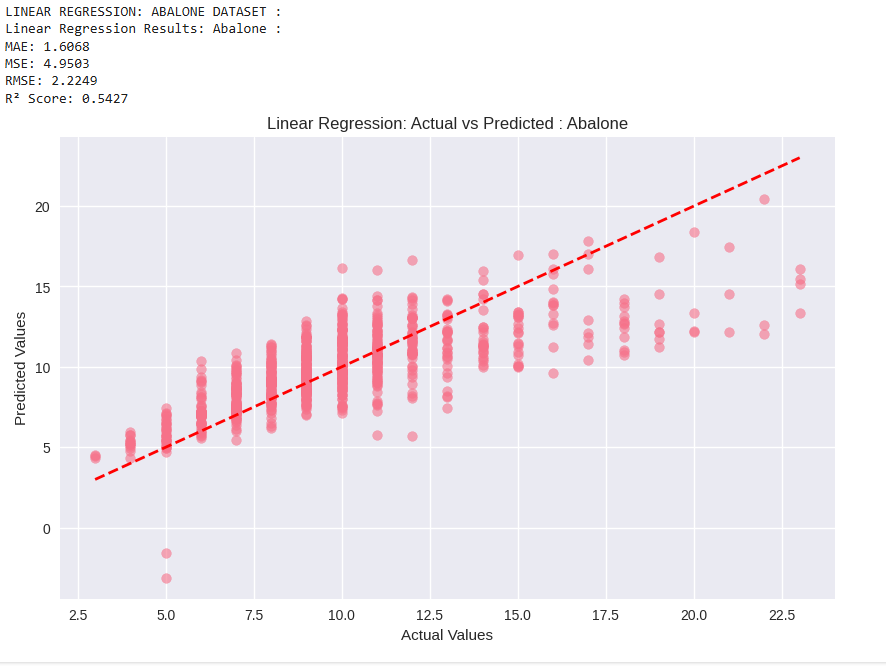 LINEAR REGRESSION: ABALONE DATASET :
Linear Regression Results: Abalone :
MAE: 1.6068
MSE: 4.9503
RMSE: 2.2249
R² Score: 0.5427
Linear Regression: Actual vs Predicted : Abalone
20
15
10
5
0
Predicted Values
2.5 5.0 7.5 10.0 12.5 15.0 17.5 20.0 22.5
Actual Values